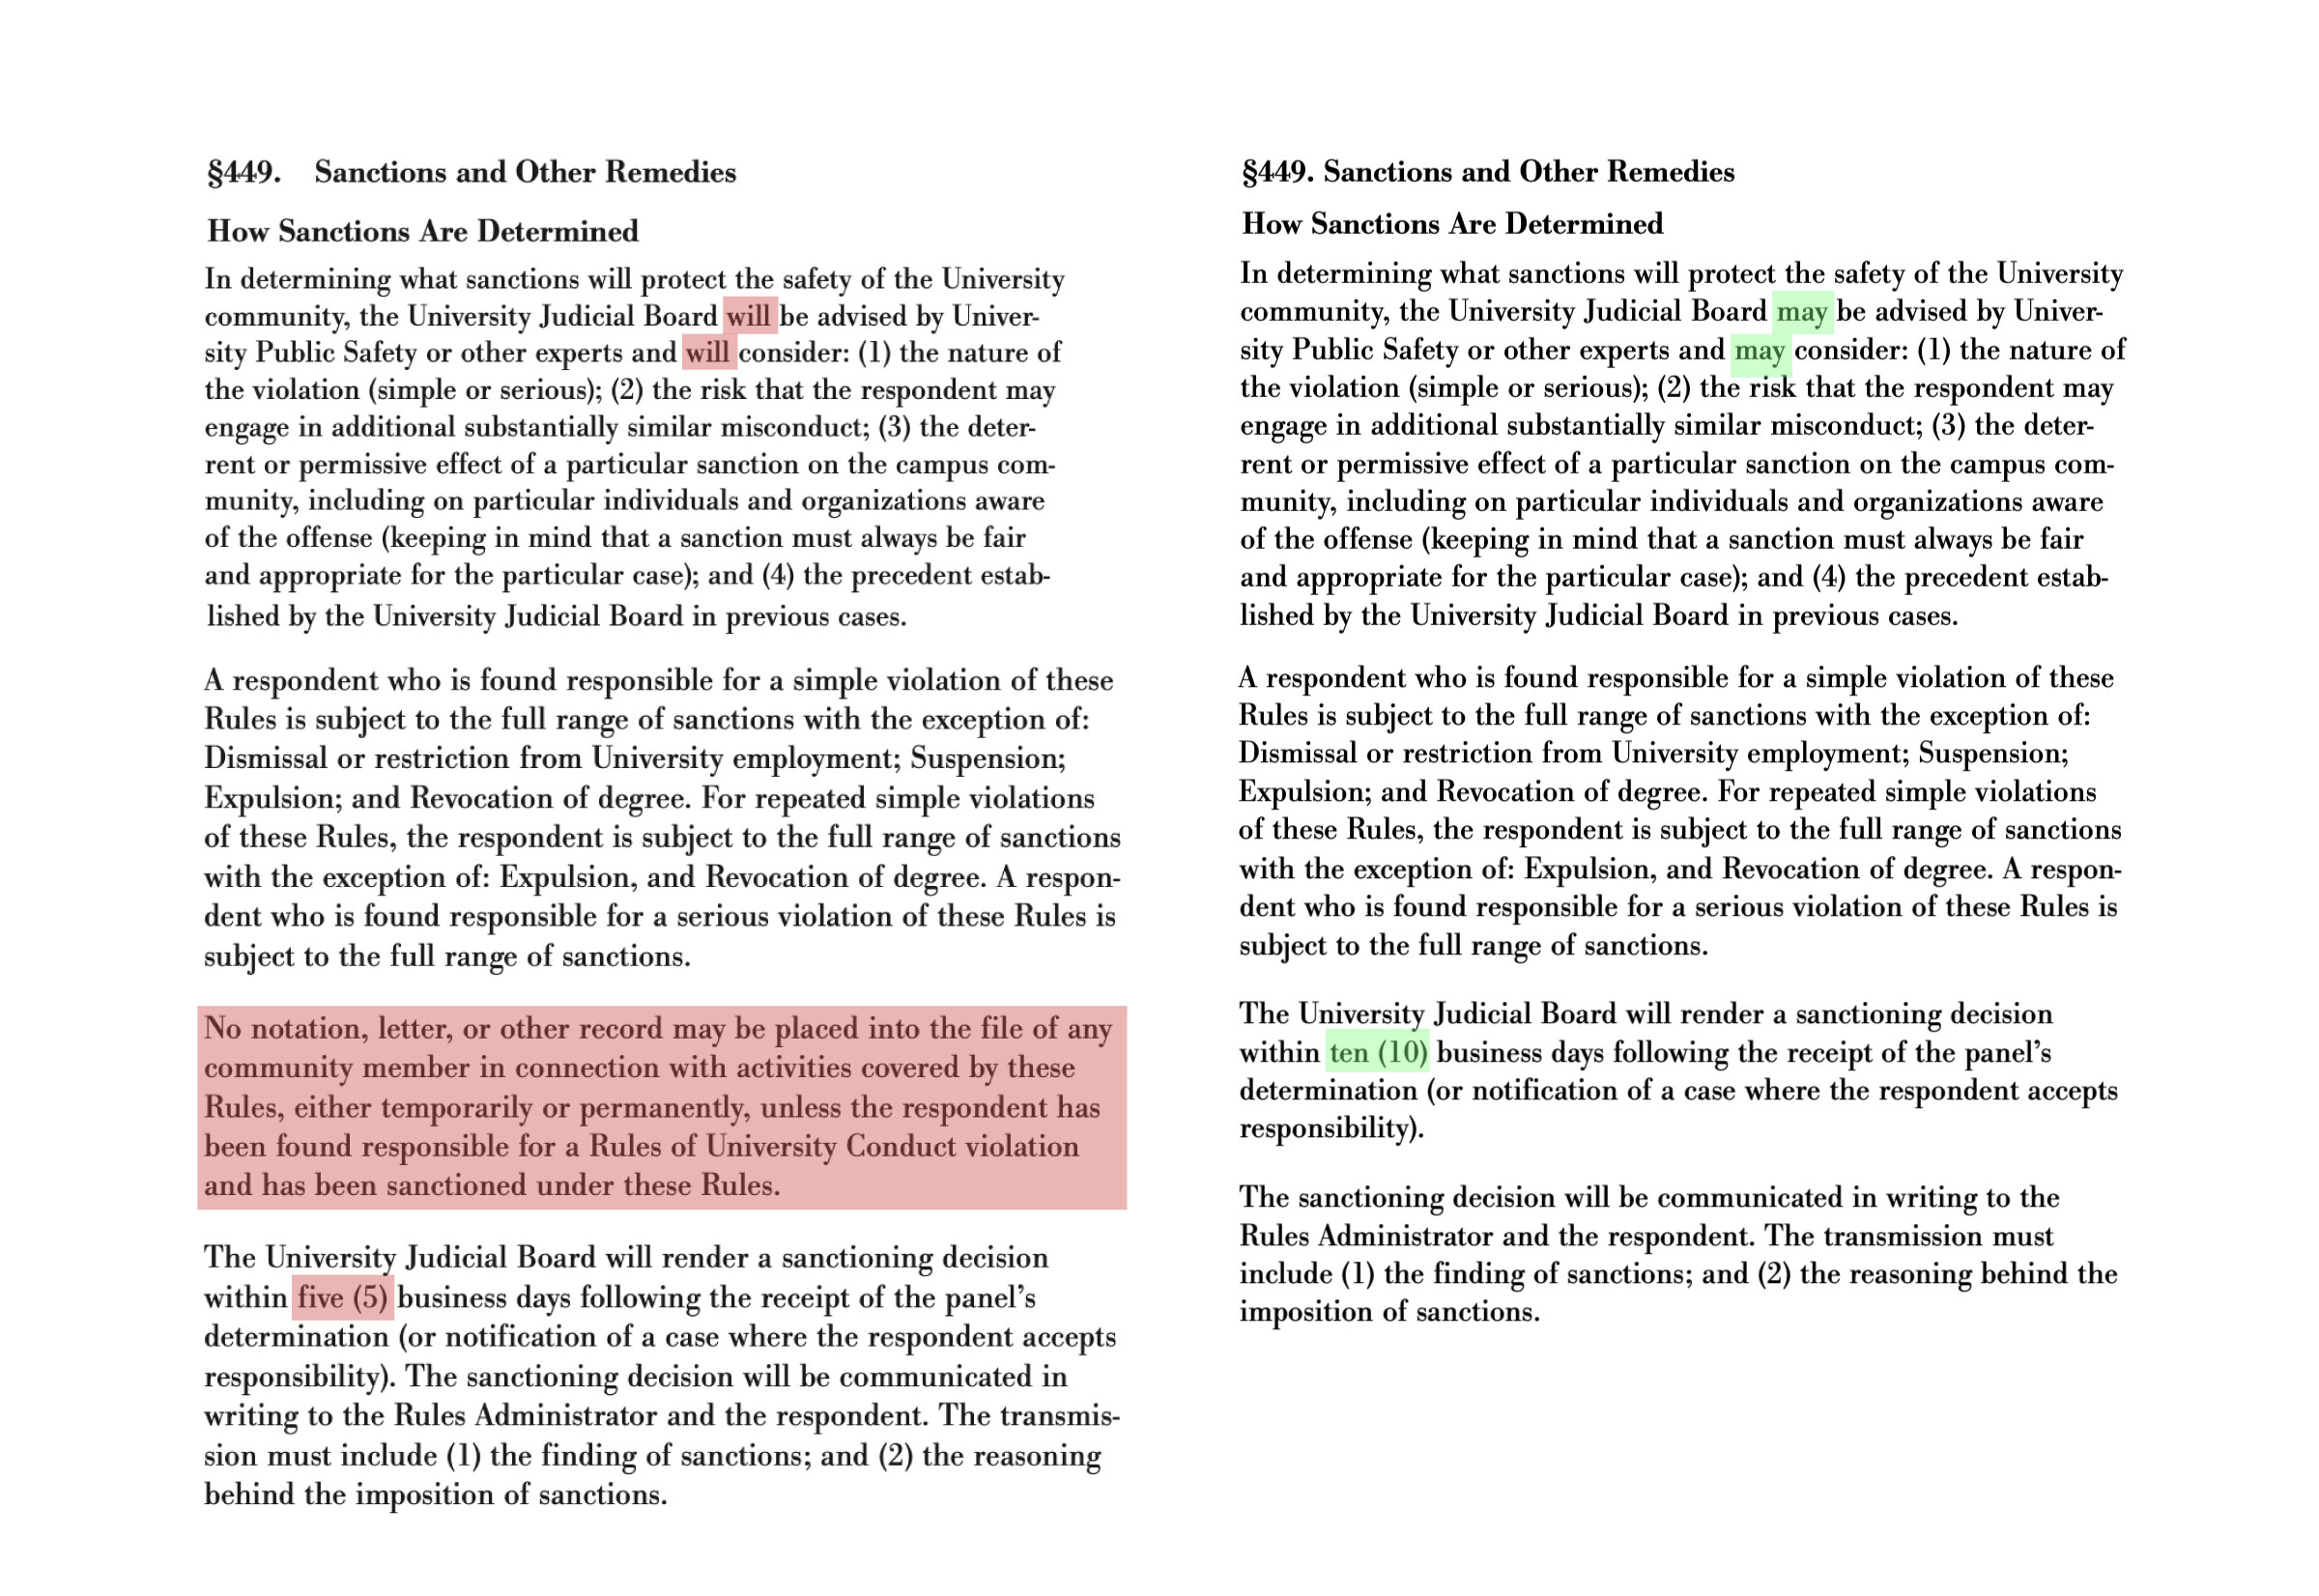 §449. Sanctions and Other Remedies
How Sanctions Are Determined
In determining what sanctions will protect the safety of the University
community, the University Judicial Board will be advised by Univer-
sity Public Safety or other experts and will consider: (1) the nature of
the violation (simple or serious); (2) the risk that the respondent may
engage in additional substantially similar misconduct; (3) the deter-
rent or permissive effect of a particular sanction on the campus com-
munity, including on particular individuals and organizations aware
of the offense (keeping in mind that a sanction must always be fair
and appropriate for the particular case); and (4) the precedent estab-
lished by the University Judicial Board in previous cases.
A respondent who is found responsible for a simple violation of these
Rules is subject to the full range of sanctions with the exception of:
Dismissal or restriction from University employment; Suspension;
Expulsion; and Revocation of degree. For repeated simple violations
of these Rules, the respondent is subject to the full range of sanctions
with the exception of: Expulsion, and Revocation of degree. A respon-
dent who is found responsible for a serious violation of these Rules is
subject to the full range of sanctions.
No notation, letter, or other record may be placed into the file of any
community member in connection with activities covered by these
Rules, either temporarily or permanently, unless the respondent has
been found responsible for a Rules of University Conduct violation
and has been sanctioned under these Rules.
The University Judicial Board will render a sanctioning decision
within five (5) business days following the receipt of the panel's
determination (or notification of a case where the respondent accepts
responsibility). The sanctioning decision will be communicated in
writing to the Rules Administrator and the respondent. The transmis-
sion must include (1) the finding of sanctions; and (2) the reasoning
behind the imposition of sanctions.
§449. Sanctions and Other Remedies
How Sanctions Are Determined
In determining what sanctions will protect the safety of the University
community, the University Judicial Board may be advised by Univer-
sity Public Safety or other experts and may consider: (1) the nature of
the violation (simple or serious); (2) the risk that the respondent may
engage in additional substantially similar misconduct; (3) the deter-
rent or permissive effect of a particular sanction on the campus com-
munity, including on particular individuals and organizations aware
of the offense (keeping in mind that a sanction must always be fair
and appropriate for the particular case); and (4) the precedent estab-
lished by the University Judicial Board in previous cases.
A respondent who is found responsible for a simple violation of these
Rules is subject to the full range of sanctions with the exception of:
Dismissal or restriction from University employment; Suspension;
Expulsion; and Revocation of degree. For repeated simple violations
of these Rules, the respondent is subject to the full range of sanctions
with the exception of: Expulsion, and Revocation of degree. A respon-
dent who is found responsible for a serious violation of these Rules is
subject to the full range of sanctions.
The University Judicial Board will render a sanctioning decision
within ten (10) business days following the receipt of the panel's
determination (or notification of a case where the respondent accepts
responsibility).
The sanctioning decision will be communicated in writing to the
Rules Administrator and the respondent. The transmission must
include (1) the finding of sanctions; and (2) the reasoning behind the
imposition of sanctions.